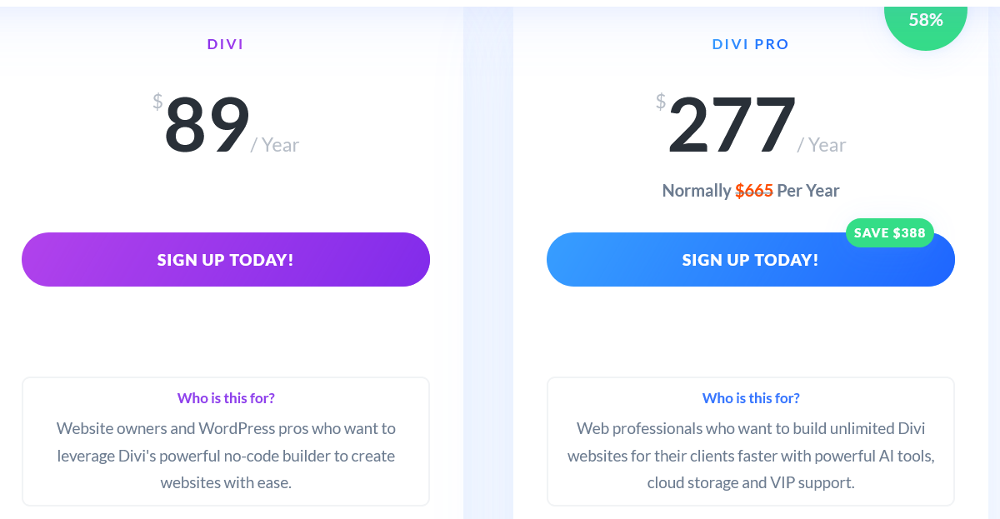 DIVI
$89/ Year
SIGN UP TODAY!
Who is this for?
Website owners and WordPress pros who want to
leverage Divi's powerful no-code builder to create
websites with ease.
58%
DIVI PRO
$277/ Year
Normally $665 Per Year
SAVE $388
SIGN UP TODAY!
Who is this for?
Web professionals who want to build unlimited Divi
websites for their clients faster with powerful AI tools,
cloud storage and VIP support.